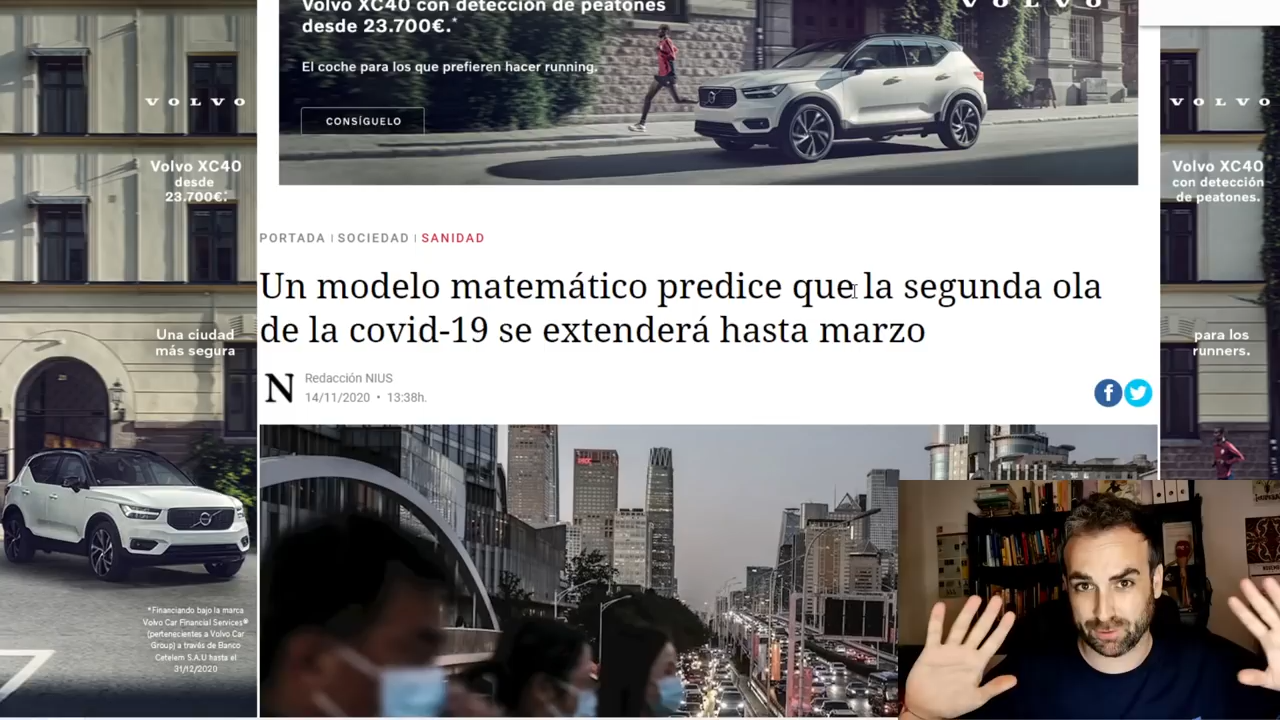 Volvo XC40 con detección de peatones
desde 23.700€.*
El coche para los que prefieren hacer running.
CONSÍGUELO
VOLVO
VOLVO
Volvo XC40
desde
23.700€.*
Una ciudad
más segura
*Financiando bajo la marca
Volvo Car Financial Services®
(pertenecientes a Volvo Car
Group) a través de Banco
Cetelem S.A.U hasta el
31/12/2020
PORTADA | SOCIEDAD | SANIDAD
Un modelo matemático predice que la segunda ola
de la covid-19 se extenderá hasta marzo
N
Redacción NIUS
14/11/2020 • 13:38h.
VOLVO
Volvo XC40
con detección
de peatones.
para los
runners.